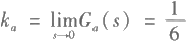 k_a = lim_{s→0} G_a(s) = 1/6